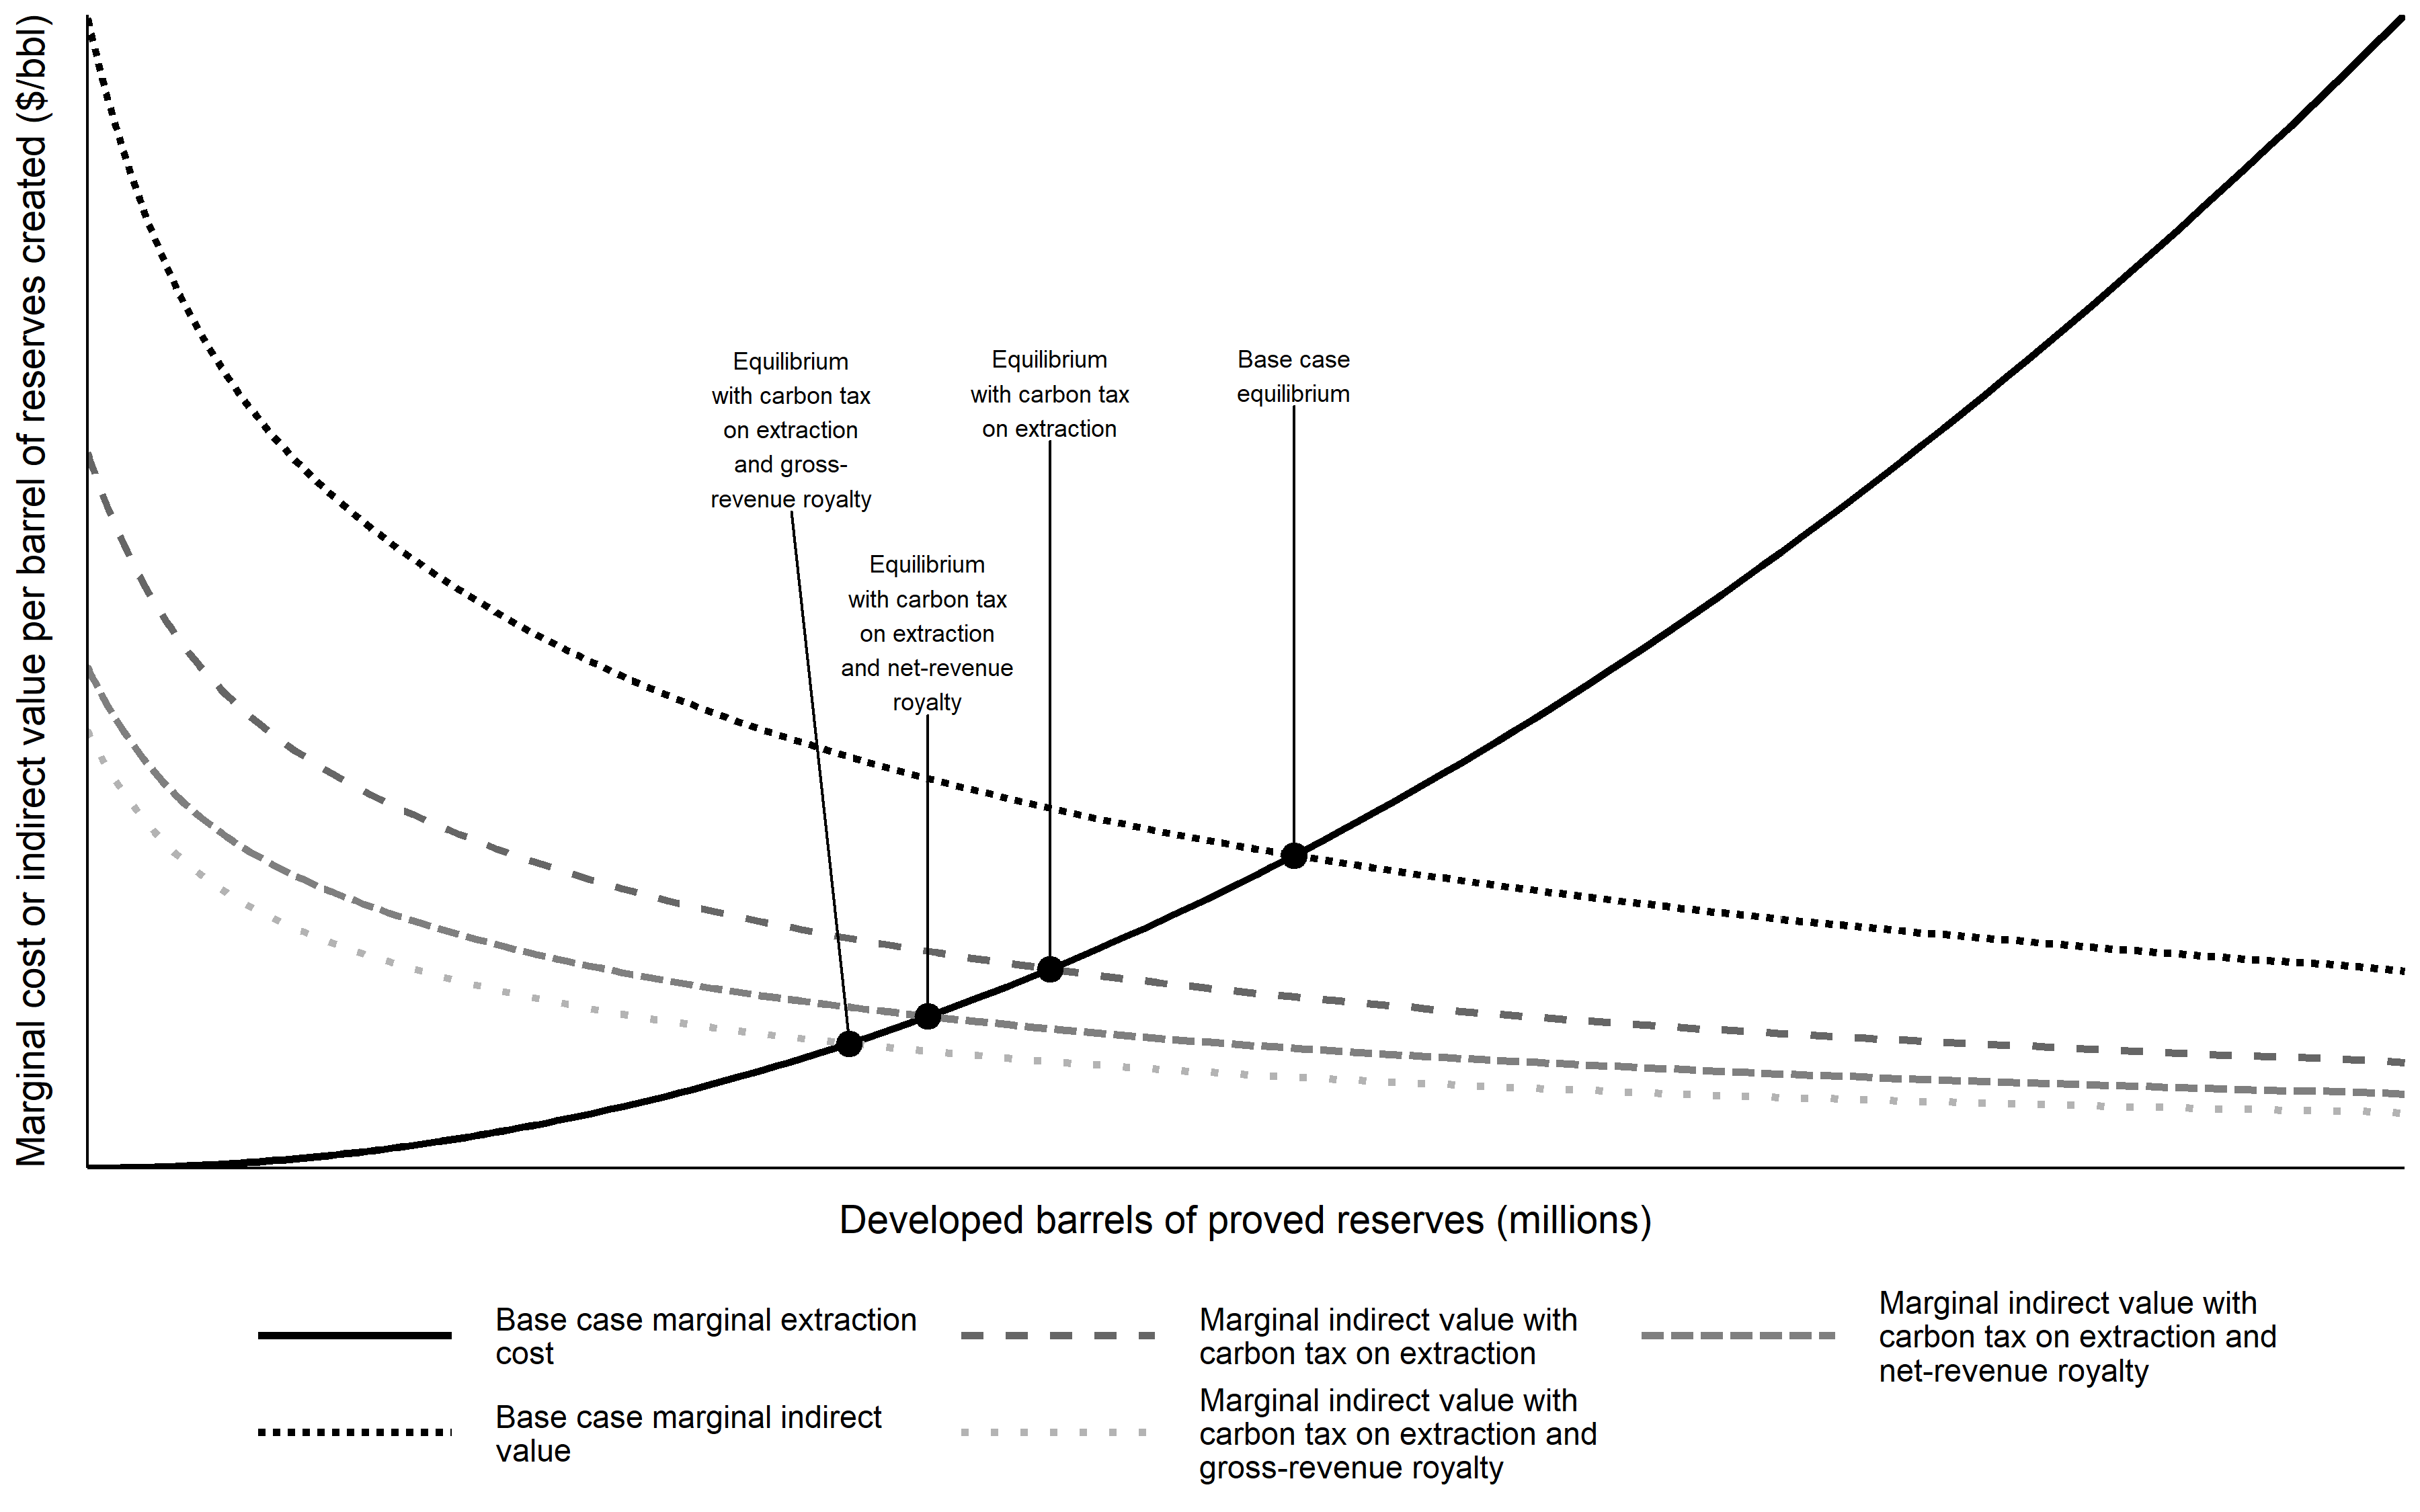 Marginal cost or indirect value per barrel of reserves created ($/bbl)
Equilibrium
with carbon tax
on extraction
and gross-
revenue royalty
Equilibrium
with carbon tax
on extraction
and net-revenue
royalty
Equilibrium
with carbon tax
on extraction
Base case
equilibrium
Developed barrels of proved reserves (millions)
Base case marginal extraction
cost
Base case marginal indirect
value
Marginal indirect value with
carbon tax on extraction
Marginal indirect value with
carbon tax on extraction and
gross-revenue royalty
Marginal indirect value with
carbon tax on extraction and
net-revenue royalty